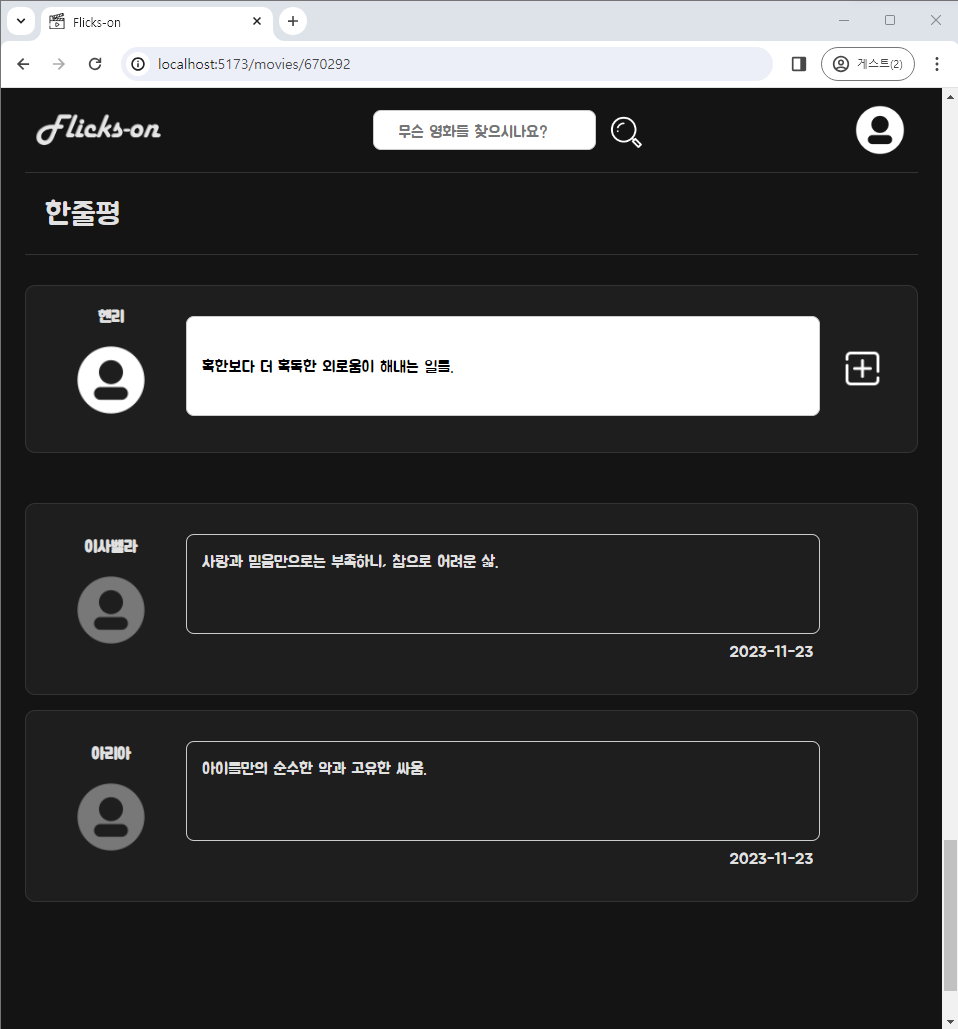 Flicks-on
localhost:5173/movies/670292
게스트(2)
Flicks-on
무슨 영화를 찾으시나요?
한줄평
헨리
혹한보다 더 혹독한 외로움이 해내는 일들.
이사벨라
사랑과 믿음만으로는 부족하니, 참으로 어려운 삶.
2023-11-23
아리아
아이들만의 순수한 악과 고유한 싸움.
2023-11-23